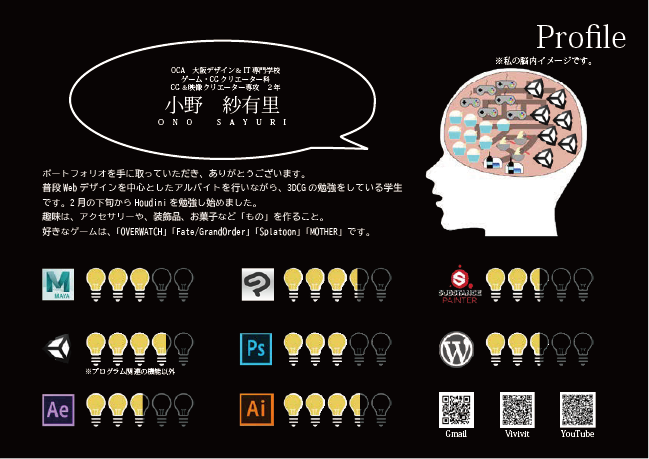 Profile
※私の脳内イメージです。
OCA 大阪デザイン&IT専門学校
ゲーム・CGクリエーター科
CG&映像クリエーター専攻 2年
小野 紗有里
ONO SAYURI
ポートフォリオを手に取っていただき、ありがとうございます。
普段Webデザインを中心としたアルバイトを行いながら、3DCGの勉強をしている学生
です。2月の下旬からHoudiniを勉強し始めました。
趣味は、アクセサリーや、装飾品、お菓子など「もの」を作ること。
好きなゲームは、「OVERWATCH」「Fate/GrandOrder」「Splatoon」「MOTHER」です。
MAYA
SUBSTANCE
PAINTER
※プログラム関連の機能以外
Ps
Ae
Ai
Gmail
Vivivit
YouTube